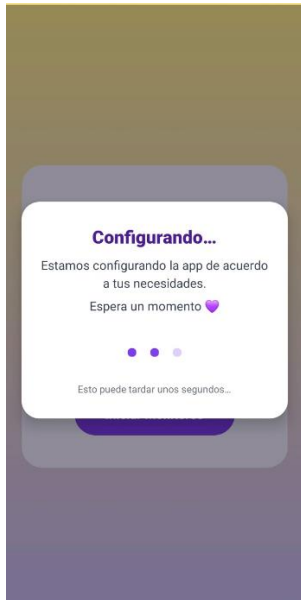 Configurando...
Estamos configurando la app de acuerdo
a tus necesidades.
Espera un momento 💜
Esto puede tardar unos segundos...